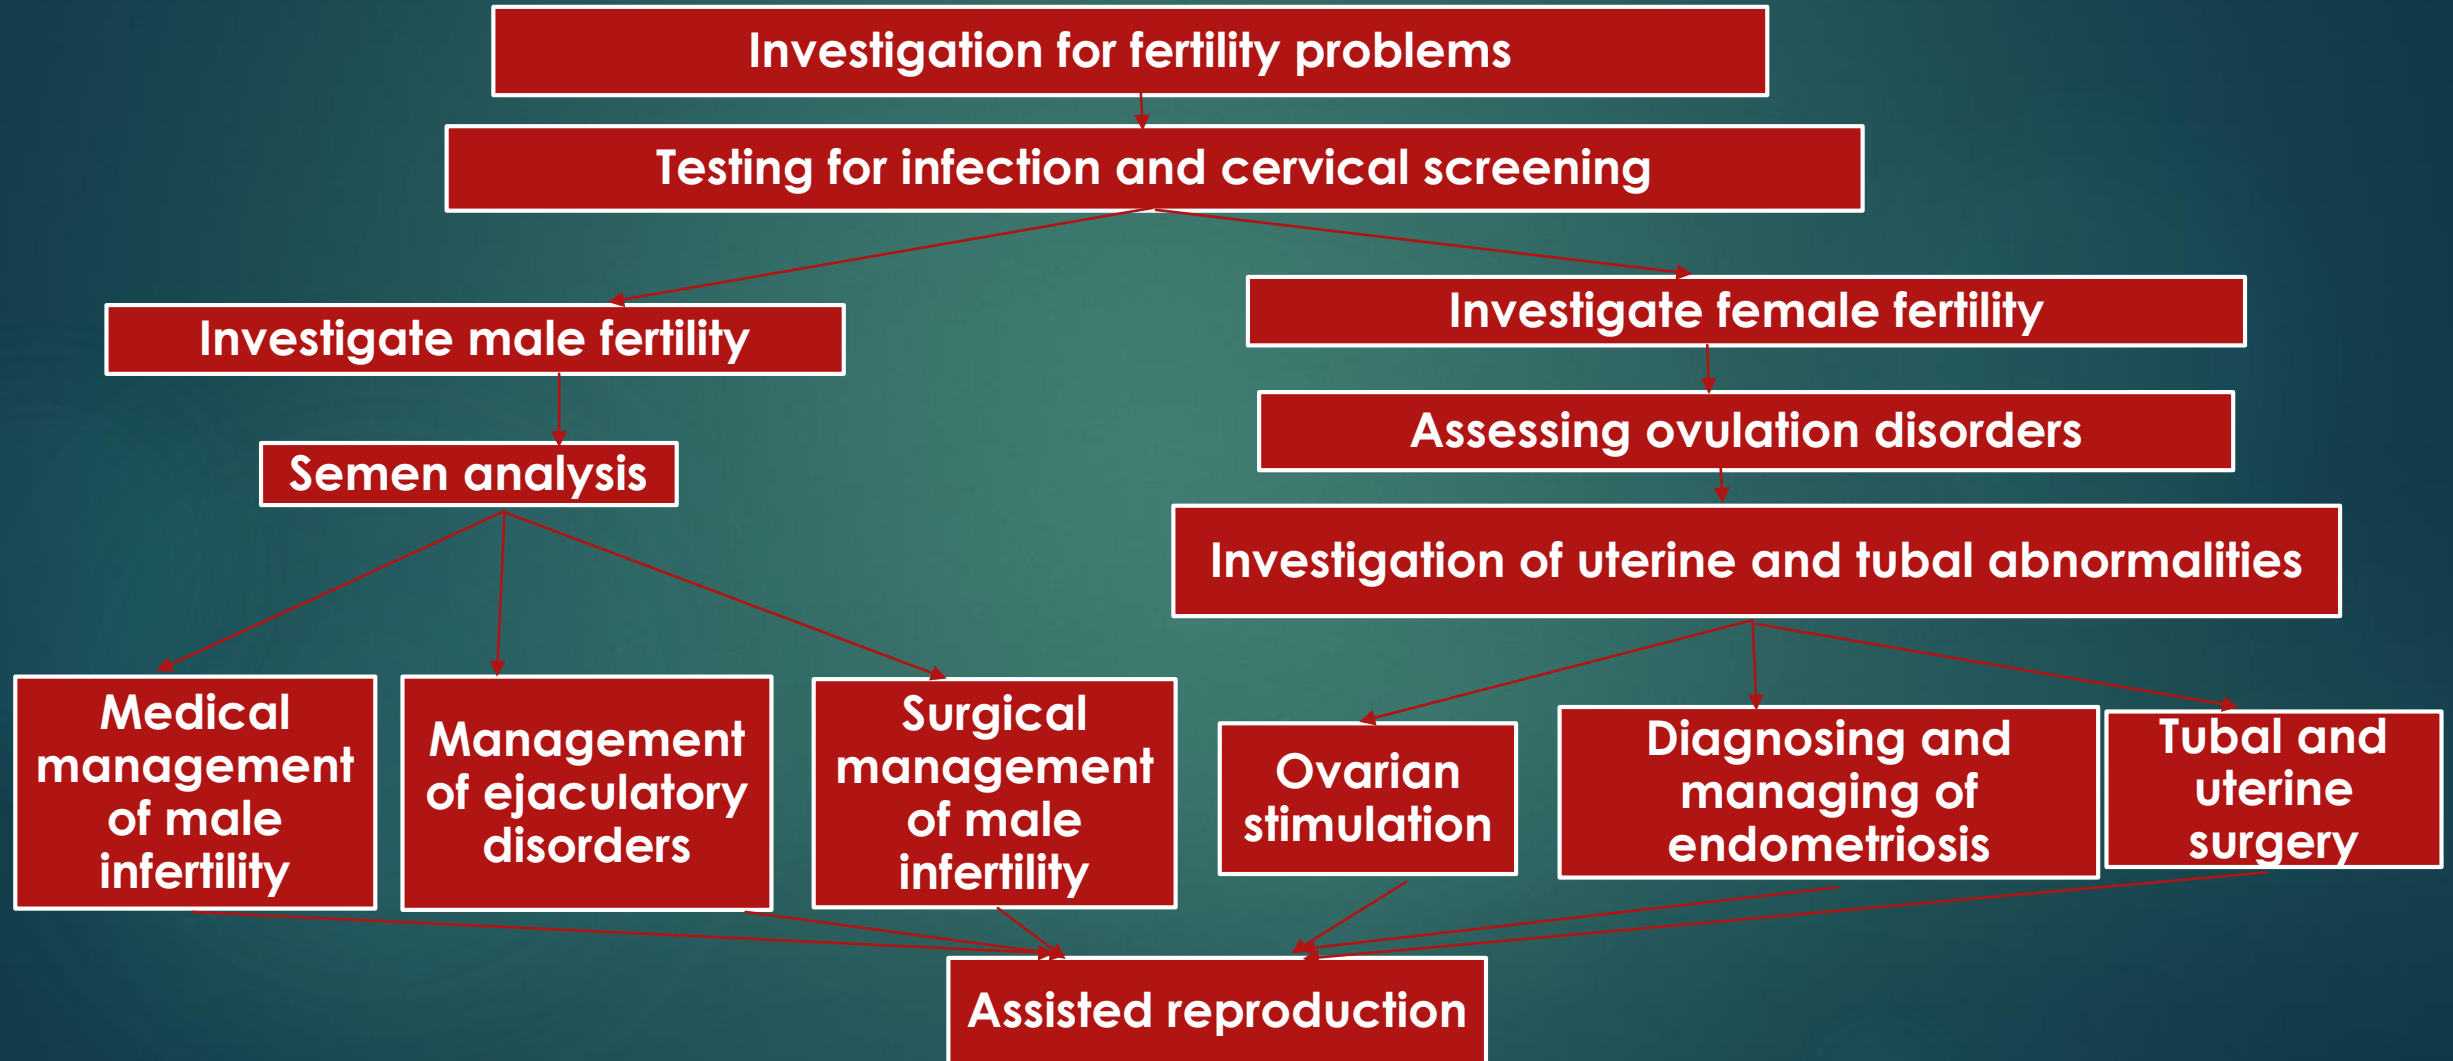 Investigation for fertility problems
Testing for infection and cervical screening
Investigate male fertility
Investigate female fertility
Assessing ovulation disorders
Semen analysis
Investigation of uterine and tubal abnormalities
Medical
management
of male
infertility
Management
of ejaculatory
disorders
Surgical
management
of male
infertility
Ovarian
stimulation
Diagnosing and
managing of
endometriosis
Tubal and
uterine
surgery
Assisted reproduction